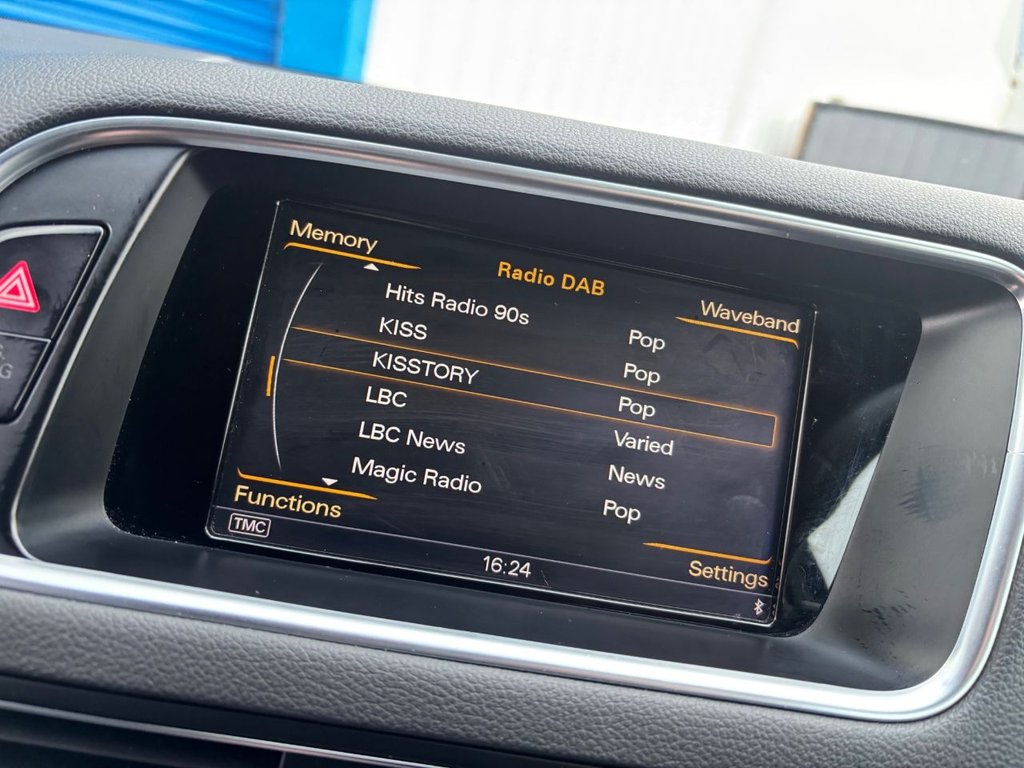 Memory
Radio DAB
Waveband
Hits Radio 90s Pop
KISS Pop
KISSTORY Pop
LBC Varied
LBC News News
Magic Radio Pop
Functions
Settings
TMC
16:24
G